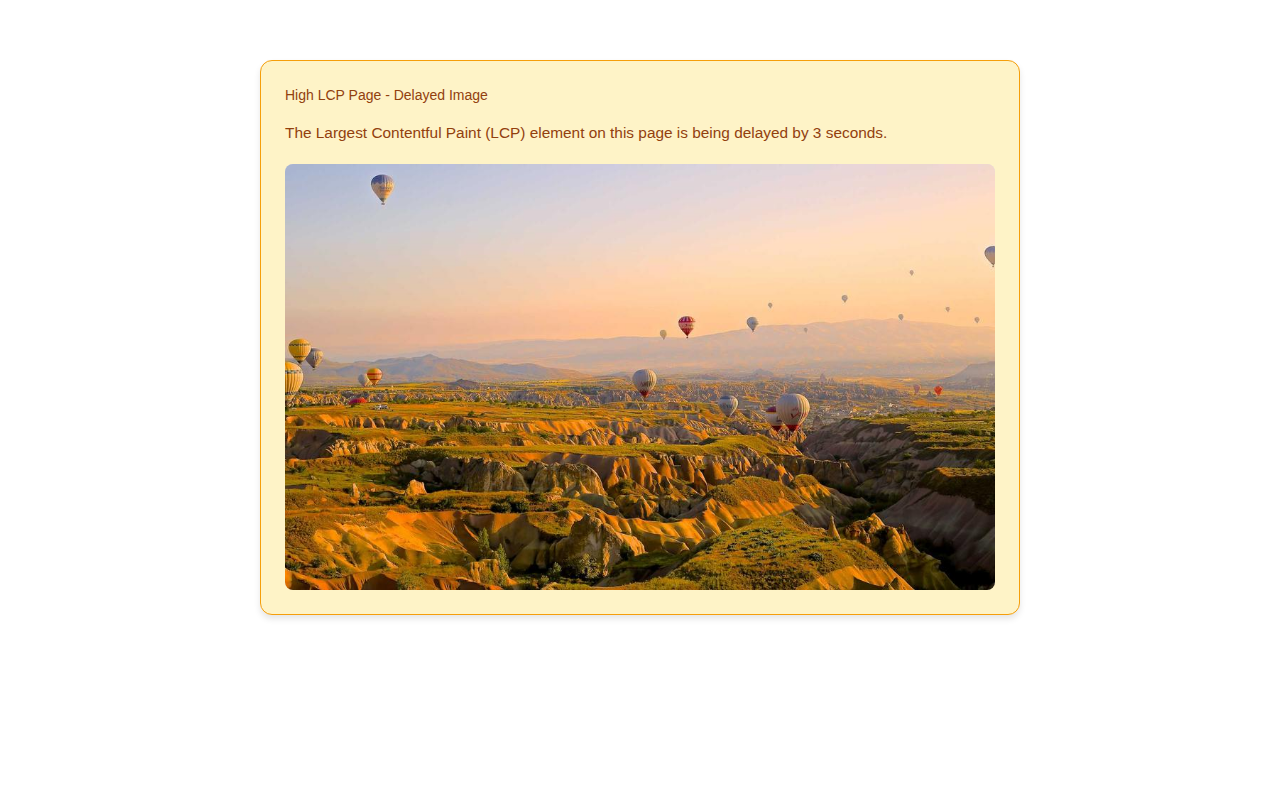 High LCP Page - Delayed Image
The Largest Contentful Paint (LCP) element on this page is being delayed by 3 seconds.